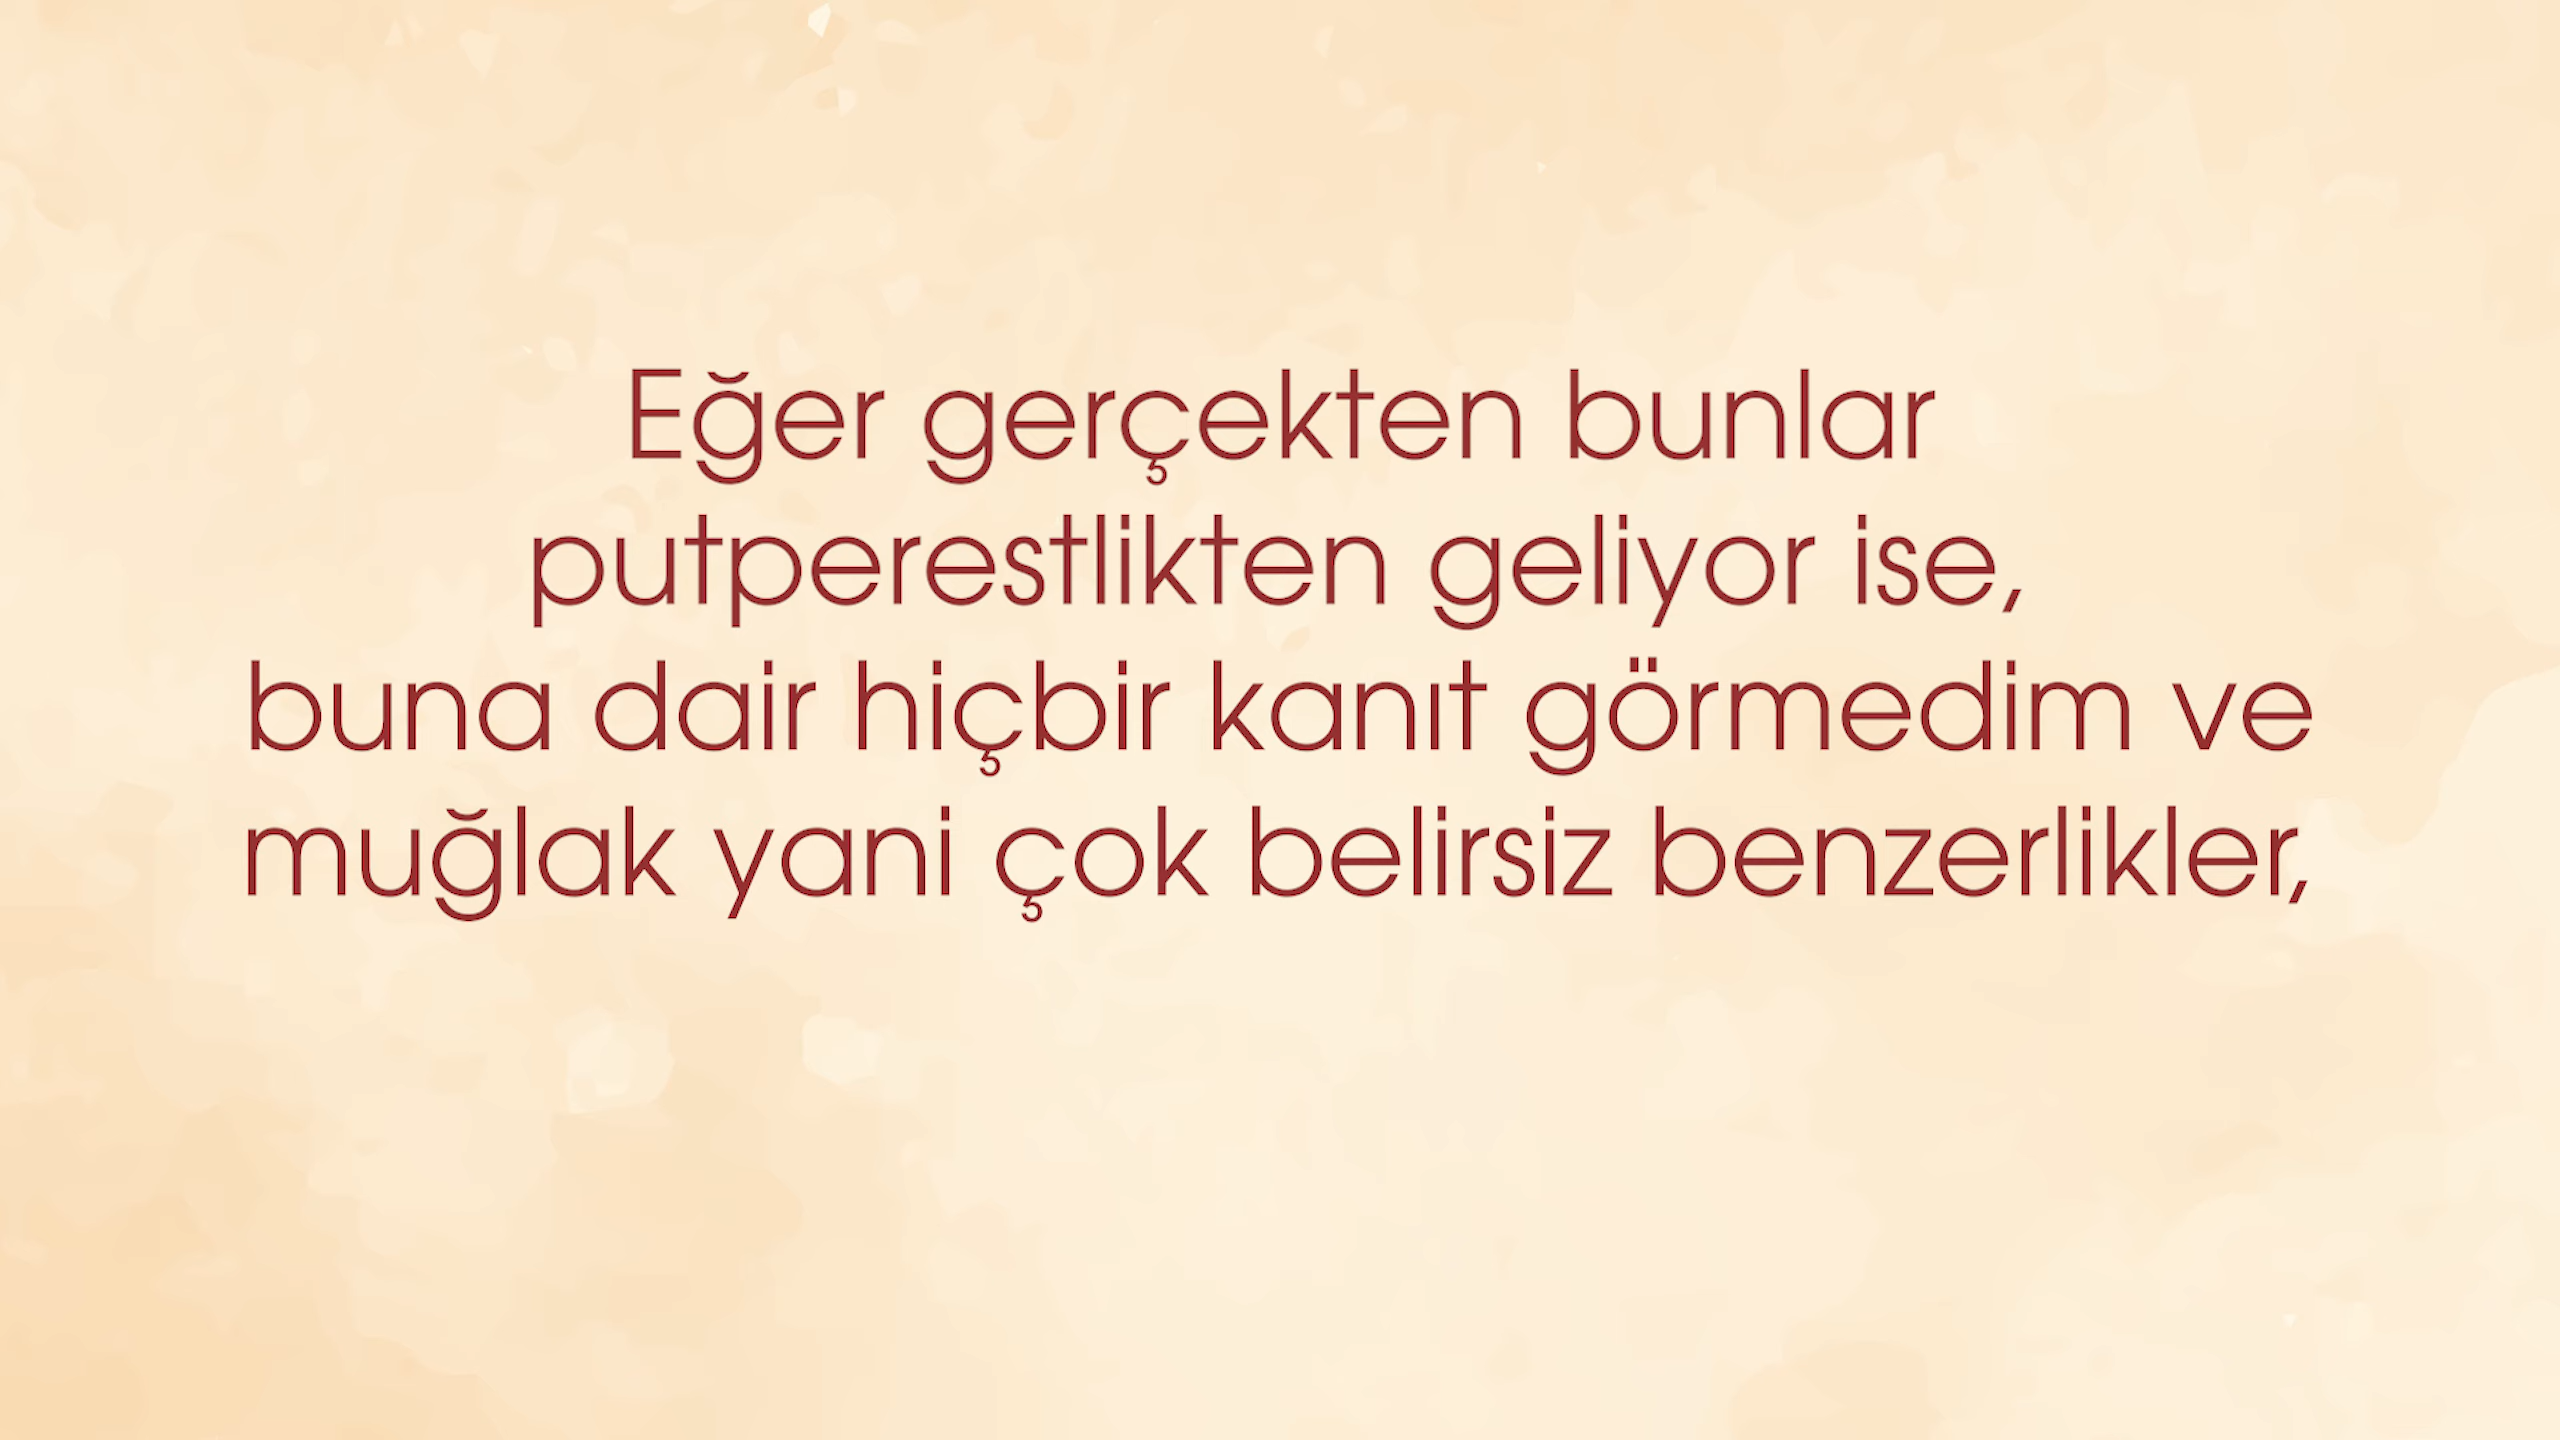 Eğer gerçekten bunlar
putperestlikten geliyor ise,
buna dair hiçbir kanıt görmedim ve
muğlak yani çok belirsiz benzerlikler,